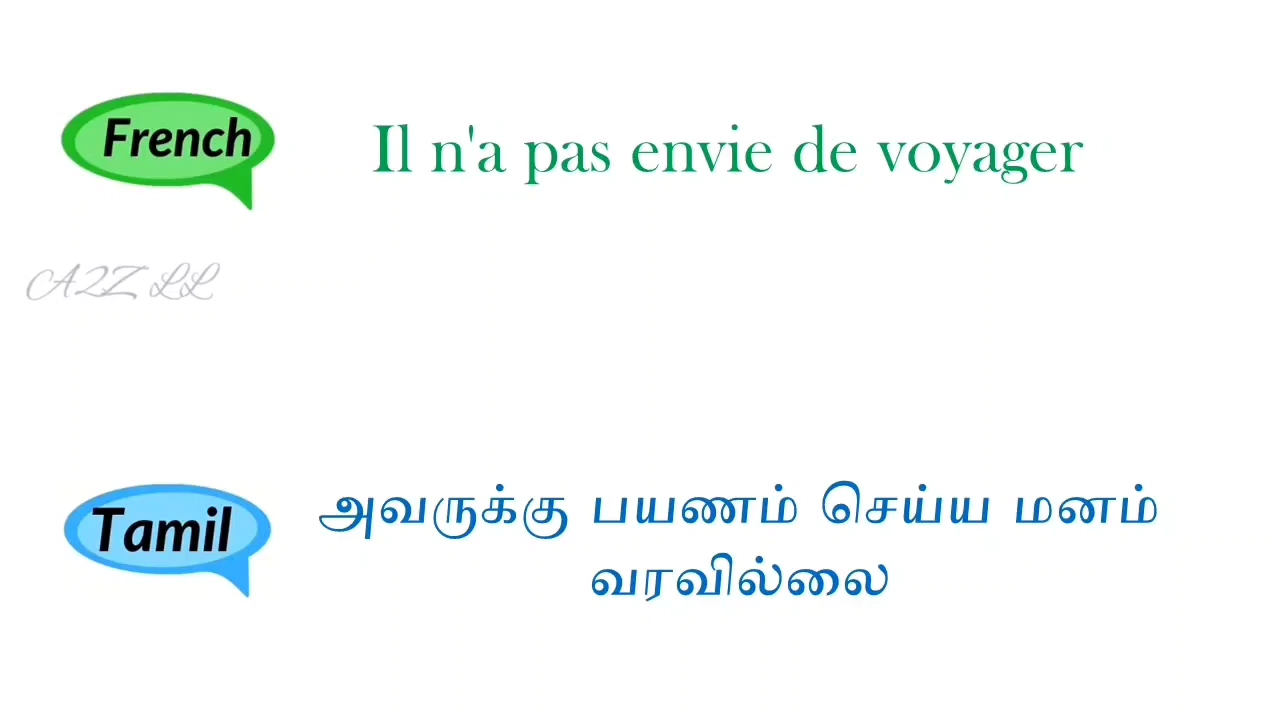 French
Il n'a pas envie de voyager
A2Z LL
Tamil
அவருக்கு பயணம் செய்ய மனம்
வரவில்லை